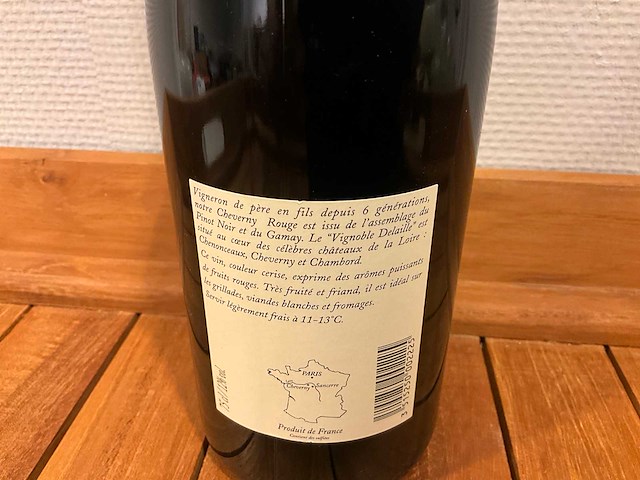 Vigneron de père en fils depuis 6 générations,
notre Cheverny Rouge est issu de l'assemblage du
Pinot Noir et du Gamay. Le "Vignoble Delaille" est
situé au cœur des célèbres châteaux de la Loire :
Chenonceaux, Cheverny et Chambord.
Ce vin, couleur cerise, exprime des arômes puissants
de fruits rouges. Très fruité et friand, il est idéal sur
les grillades, viandes blanches et fromages.
Servir légèrement frais à 11-13°C.
PARIS
Cheverny Sancerre
Produit de France
Contient des sulfites